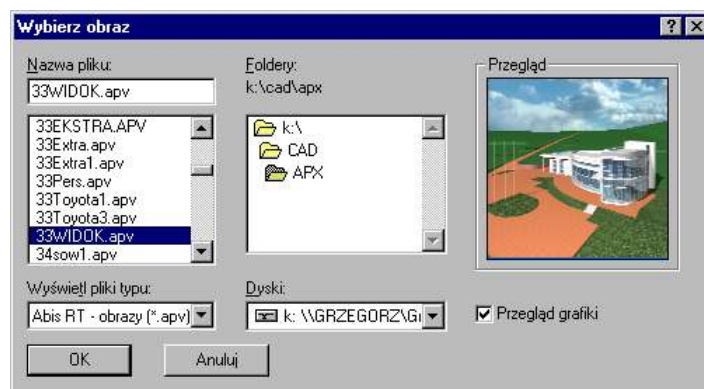 Wybierz obraz
Nazwa pliku:
33WIDOK.apv
33EKSTRA.APV
33Extra.apv
33Extra1.apv
33Pers.apv
33Toyota1.apv
33Toyota3.apv
33WIDOK.apv
34sow1.apv
Wyświetl pliki typu:
Abis RT - obrazy (*.apv)
Foldery:
k:\cad\apx
k:\
CAD
APX
Dyski:
k: \\GRZEGORZ\
Przegląd
Przegląd grafiki
OK
Anuluj